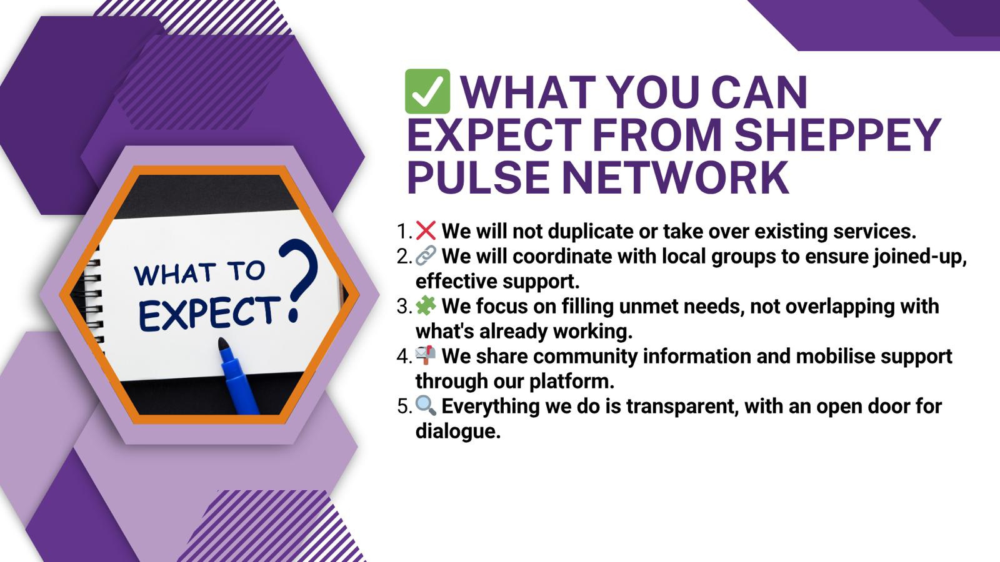 ✅ WHAT YOU CAN
EXPECT FROM SHEPPEY
PULSE NETWORK
1.❌ We will not duplicate or take over existing services.
2.🔗 We will coordinate with local groups to ensure joined-up,
effective support.
3.🧩 We focus on filling unmet needs, not overlapping with
what's already working.
4.📬 We share community information and mobilise support
through our platform.
5.🔍 Everything we do is transparent, with an open door for
dialogue.
WHAT TO
EXPECT?